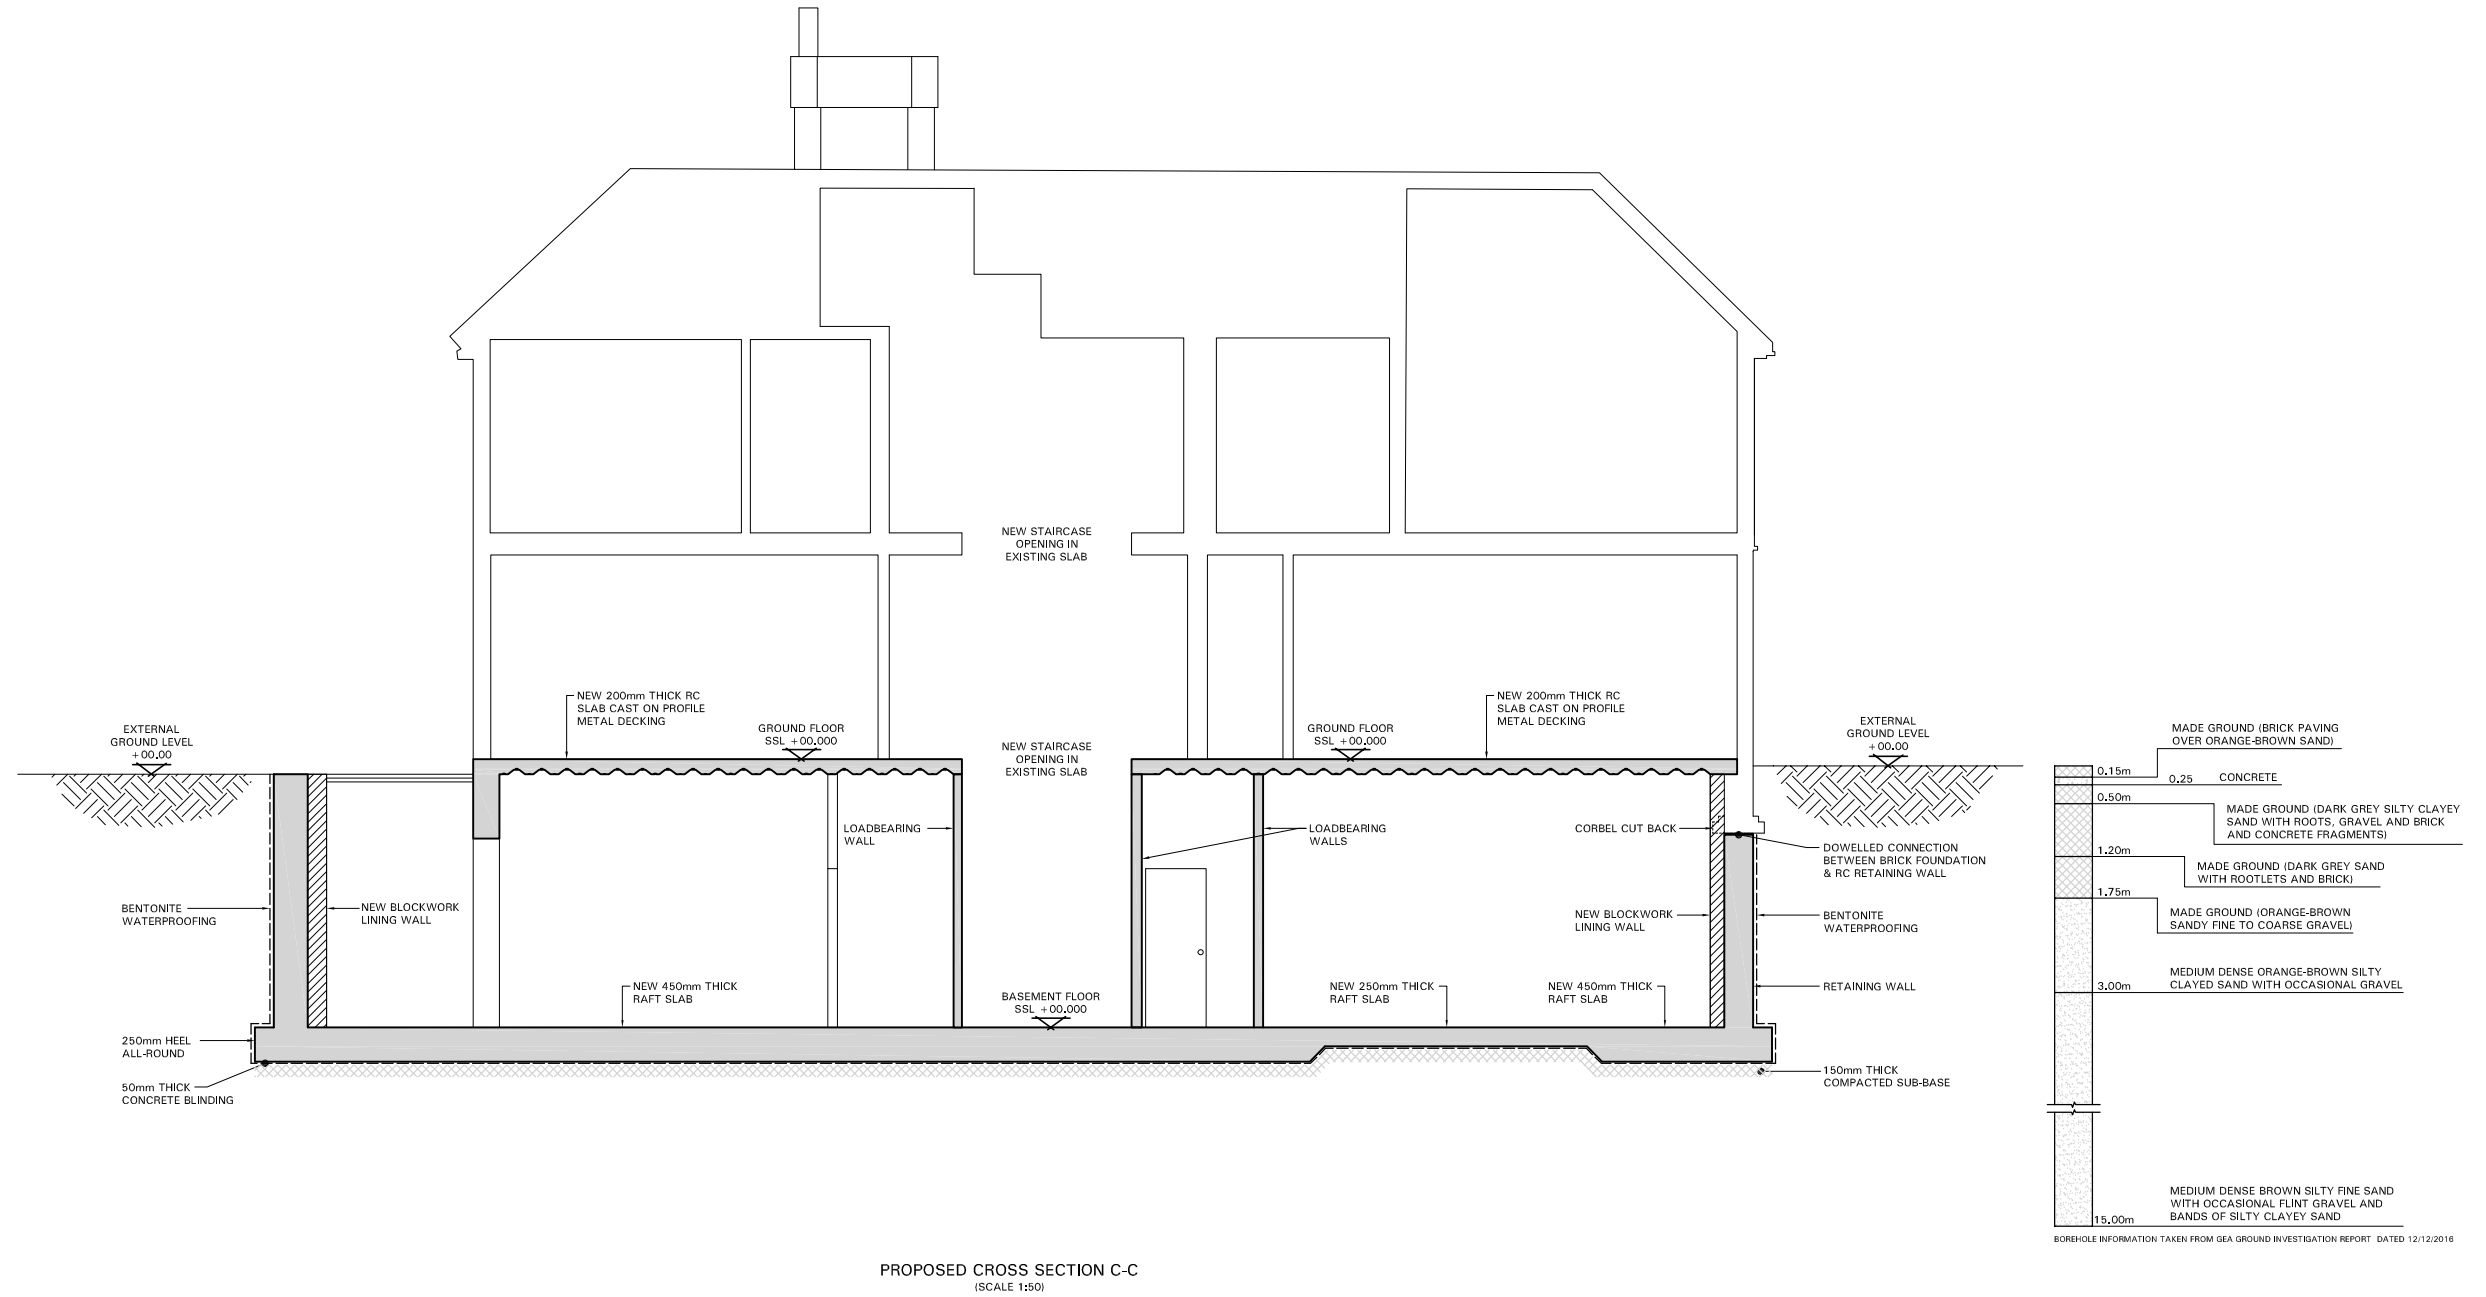 NEW STAIRCASE
OPENING IN
EXISTING SLAB
NEW 200mm THICK RC
SLAB CAST ON PROFILE
METAL DECKING
NEW 200mm THICK RC
SLAB CAST ON PROFILE
METAL DECKING
EXTERNAL
GROUND LEVEL
+00.00
GROUND FLOOR
SSL +00.000
NEW STAIRCASE
OPENING IN
EXISTING SLAB
GROUND FLOOR
SSL +00.000
EXTERNAL
GROUND LEVEL
+00.00
LOADBEARING
WALL
LOADBEARING
WALLS
CORBEL CUT BACK
DOWELLED CONNECTION
BETWEEN BRICK FOUNDATION
& RC RETAINING WALL
BENTONITE
WATERPROOFING
NEW BLOCKWORK
LINING WALL
NEW BLOCKWORK
LINING WALL
BENTONITE
WATERPROOFING
NEW 450mm THICK
RAFT SLAB
BASEMENT FLOOR
SSL +00.000
NEW 250mm THICK
RAFT SLAB
NEW 450mm THICK
RAFT SLAB
RETAINING WALL
250mm HEEL
ALL-ROUND
50mm THICK
CONCRETE BLINDING
150mm THICK
COMPACTED SUB-BASE
MADE GROUND (BRICK PAVING
OVER ORANGE-BROWN SAND)
0.15m
0.25
CONCRETE
0.50m
MADE GROUND (DARK GREY SILTY CLAYEY
SAND WITH ROOTS, GRAVEL AND BRICK
AND CONCRETE FRAGMENTS)
1.20m
MADE GROUND (DARK GREY SAND
WITH ROOTLETS AND BRICK)
1.75m
MADE GROUND (ORANGE-BROWN
SANDY FINE TO COARSE GRAVEL)
MEDIUM DENSE ORANGE-BROWN SILTY
CLAYED SAND WITH OCCASIONAL GRAVEL
3.00m
MEDIUM DENSE BROWN SILTY FINE SAND
WITH OCCASIONAL FLINT GRAVEL AND
BANDS OF SILTY CLAYEY SAND
15.00m
BOREHOLE INFORMATION TAKEN FROM GEA GROUND INVESTIGATION REPORT DATED 12/12/2016
PROPOSED CROSS SECTION C-C
(SCALE 1:50)